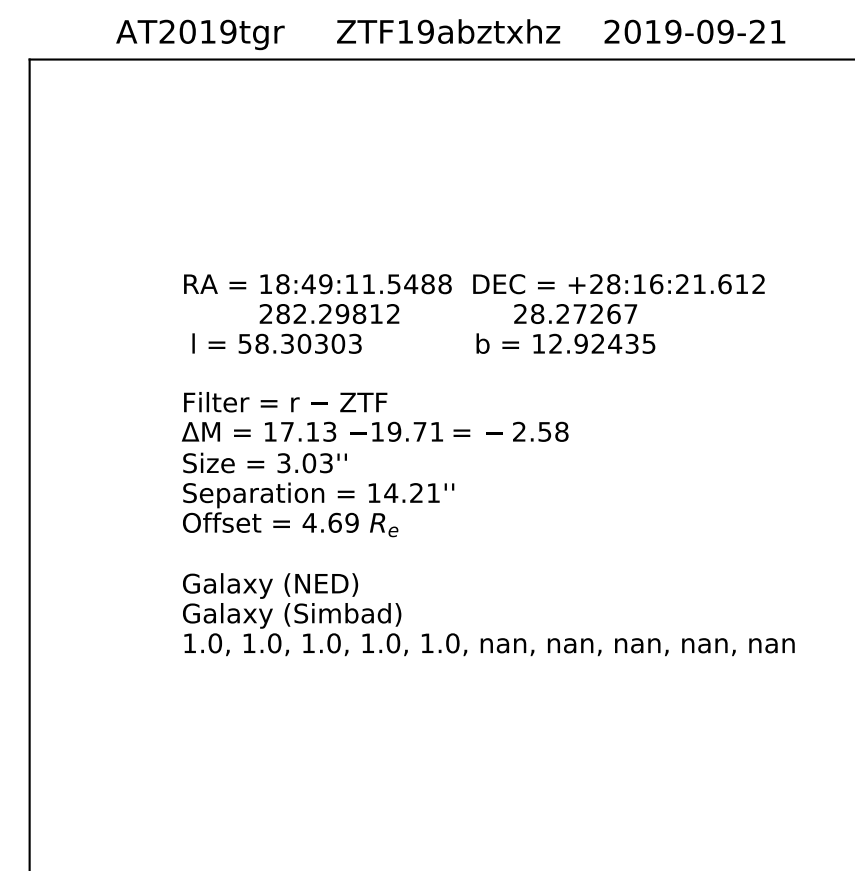 AT2019tgr ZTF19abztxhz 2019-09-21
RA = 18:49:11.5488 DEC = +28:16:21.612
282.29812 28.27267
l = 58.30303 b = 12.92435
Filter = r − ZTF
ΔM = 17.13 −19.71 = − 2.58
Size = 3.03''
Separation = 14.21''
Offset = 4.69 Rₑ
Galaxy (NED)
Galaxy (Simbad)
1.0, 1.0, 1.0, 1.0, 1.0, nan, nan, nan, nan, nan